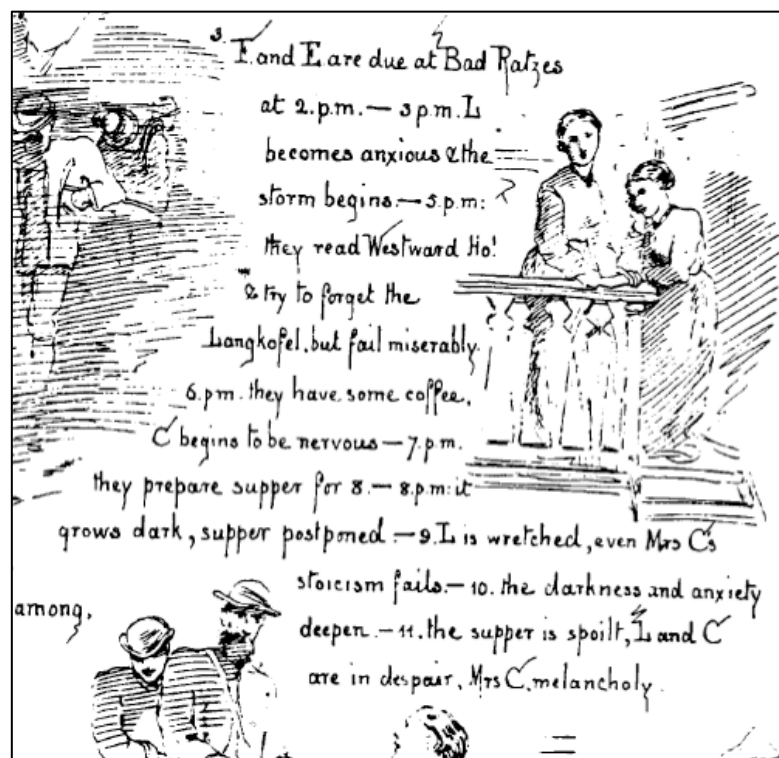 3. F. and E are due at Bad Ratzes
at 2.p.m. — 3 p.m. L
becomes anxious & the
storm begins. — 5.p.m:
they read Westward Ho!
& try to forget the
Langkofel, but fail miserably.
6.pm. they have some coffee,
C begins to be nervous — 7.p.m.
they prepare supper for 8. — 8.p.m: it
grows dark, supper postponed. — 9. L is wretched, even Mrs C's
stoicism fails. — 10. the darkness and anxiety
among,
deepen. — 11. the supper is spoilt, L and C
are in despair, Mrs C. melancholy.